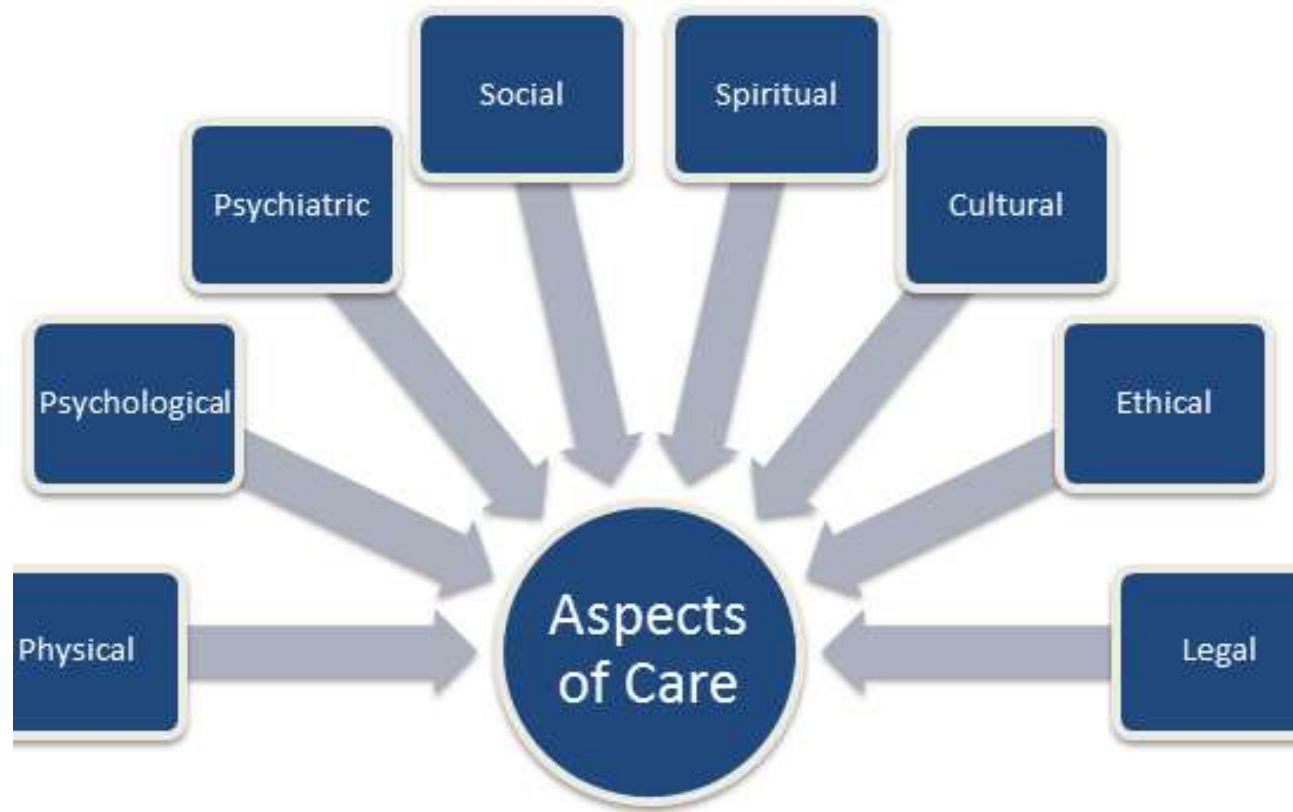 Social
Spiritual
Psychiatric
Cultural
Psychological
Ethical
Physical
Aspects
of Care
Legal